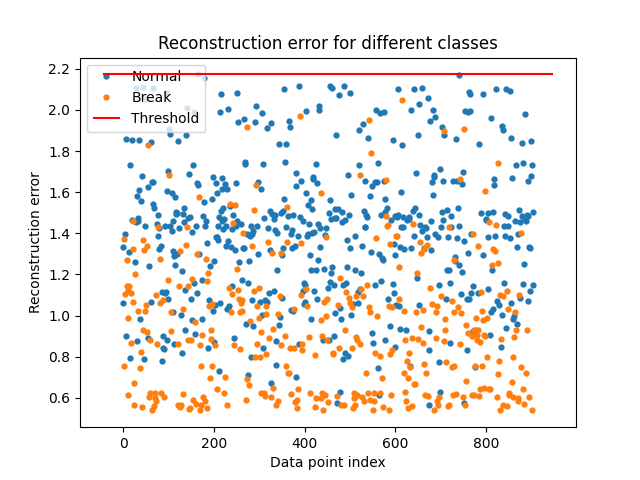 Reconstruction error for different classes
2.2
2.0
1.8
1.6
1.4
1.2
1.0
0.8
0.6
Reconstruction error
Normal
Break
Threshold
0 200 400 600 800
Data point index